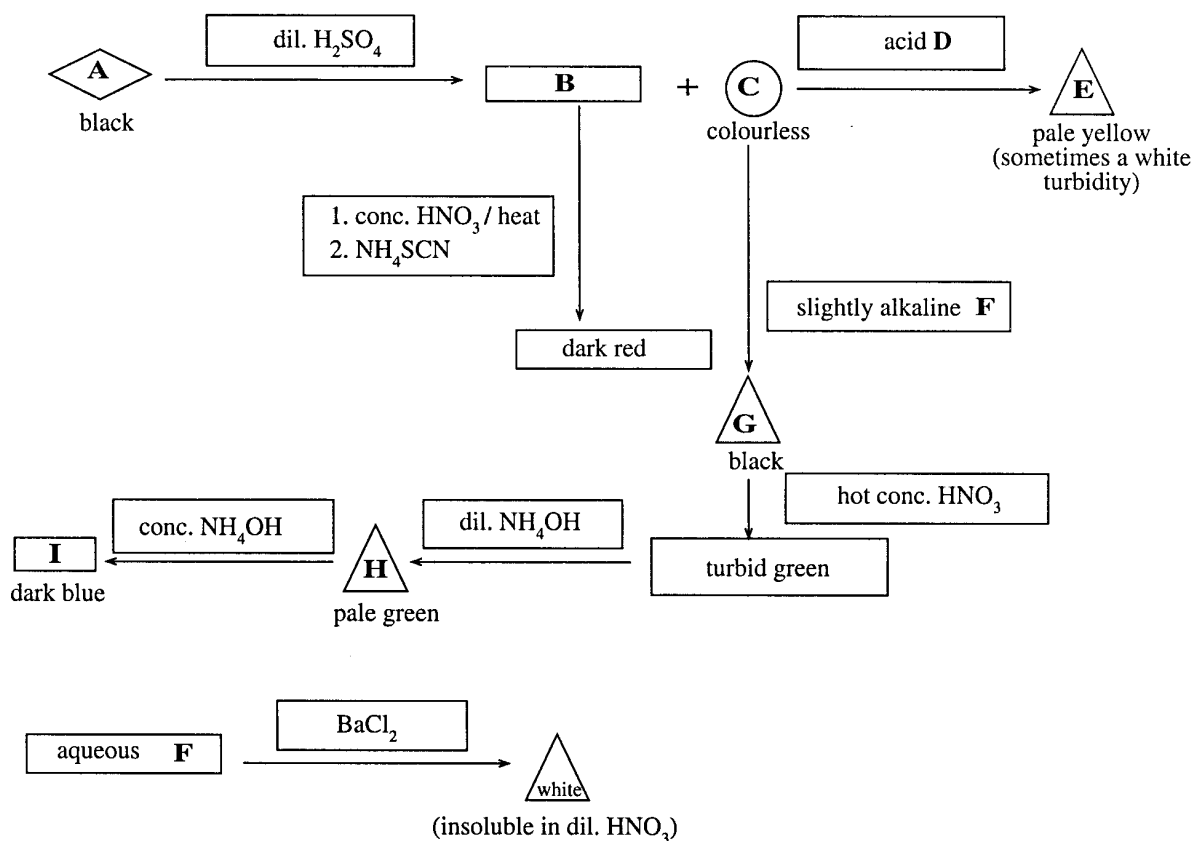 dil. H₂SO₄
acid D
A
B
+
C
E
black
colourless
pale yellow
(sometimes a white
turbidity)
1. conc. HNO₃ / heat
2. NH₄SCN
slightly alkaline F
dark red
G
black
hot conc. HNO₃
conc. NH₄OH
dil. NH₄OH
I
H
turbid green
dark blue
pale green
BaCl₂
aqueous F
white
(insoluble in dil. HNO₃)